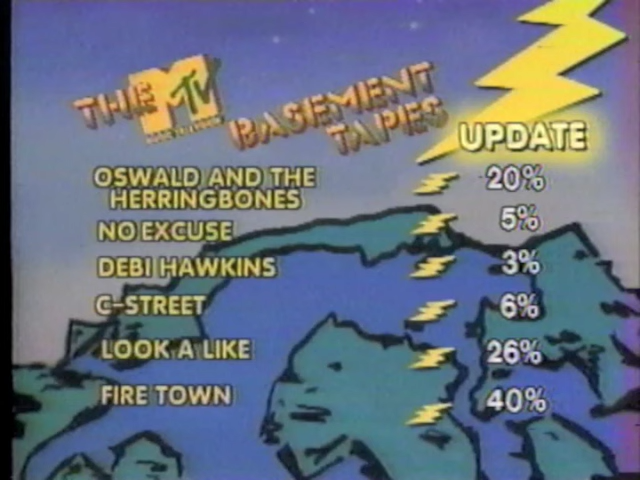 THE MTV BASEMENT
TAPES
UPDATE
OSWALD AND THE 20%
HERRINGBONES
NO EXCUSE 5%
DEBI HAWKINS 3%
C-STREET 6%
LOOK A LIKE 26%
FIRE TOWN 40%